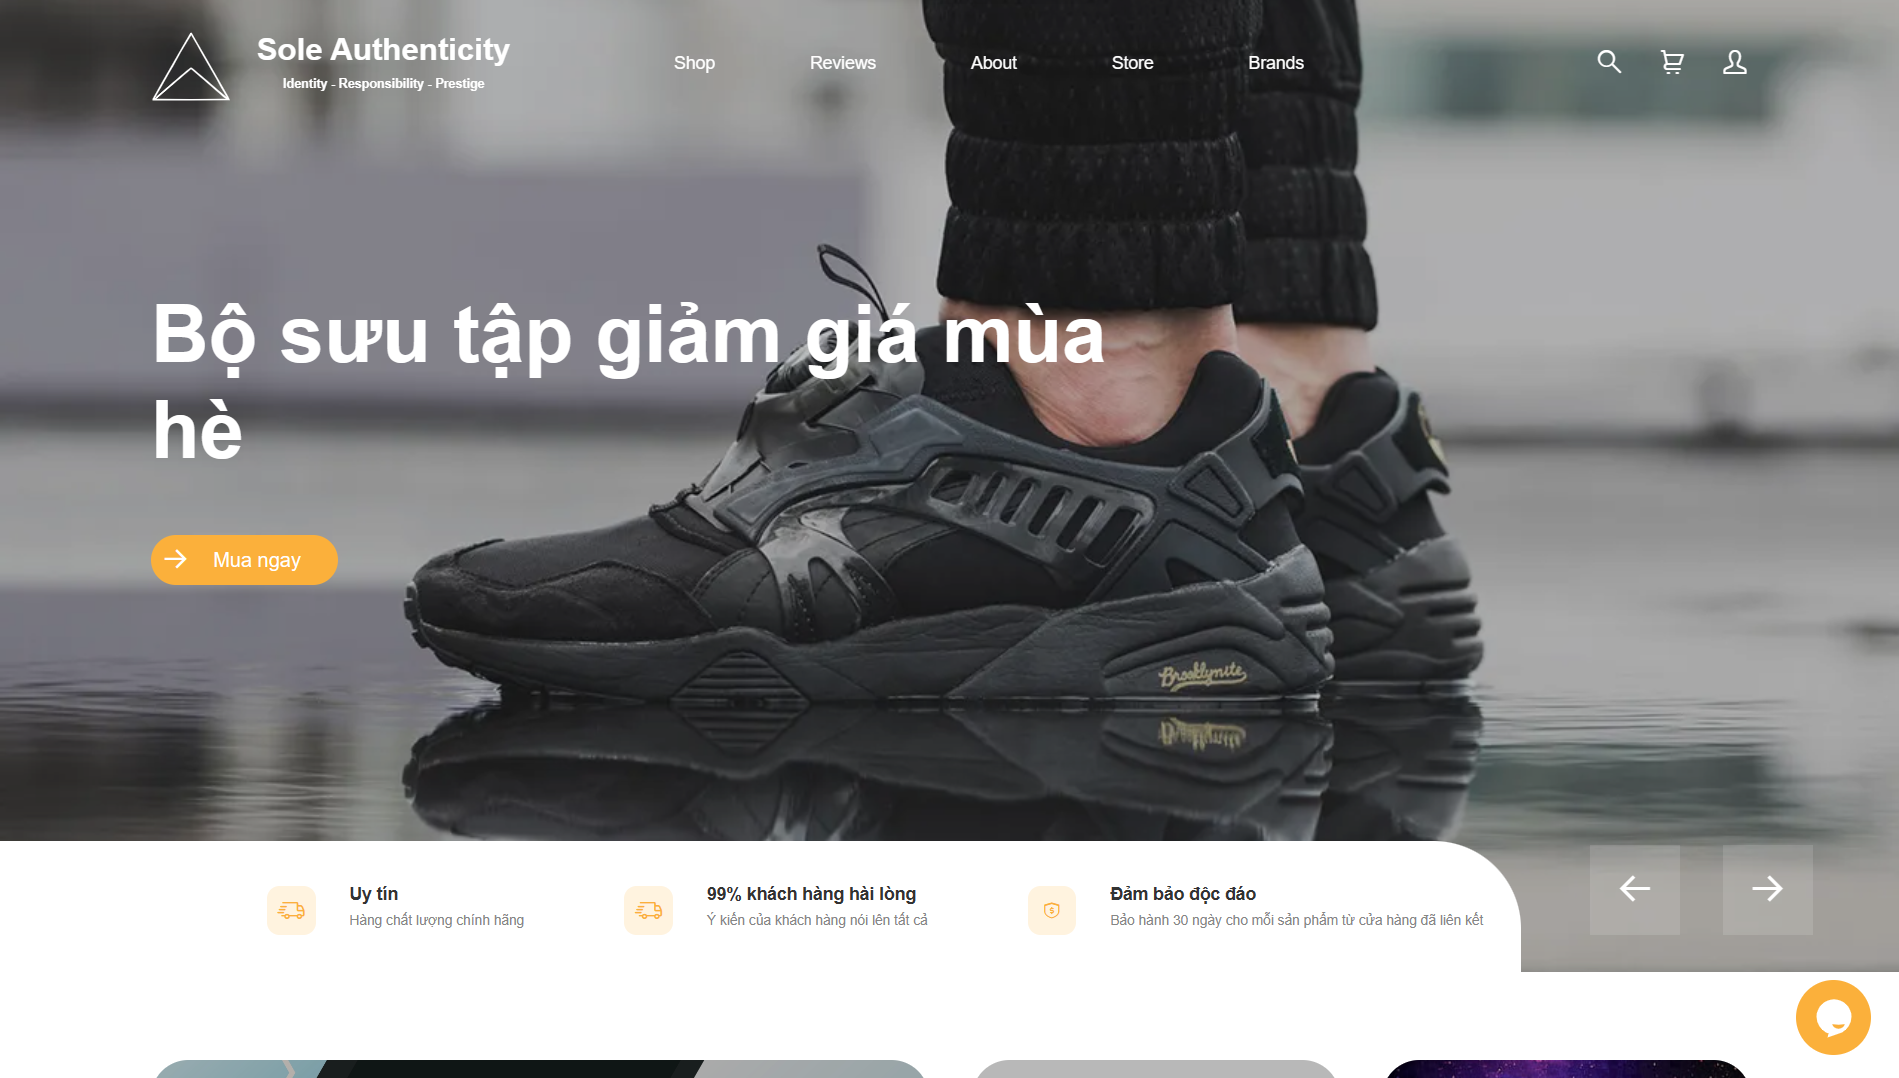 Sole Authenticity
Identity - Responsibility - Prestige
Shop
Reviews
About
Store
Brands
Bộ sưu tập giảm giá mùa
hè
Mua ngay
Brooklynite
Uy tín
Hàng chất lượng chính hãng
99% khách hàng hài lòng
Ý kiến của khách hàng nói lên tất cả
Đảm bảo độc đáo
Bảo hành 30 ngày cho mỗi sản phẩm từ cửa hàng đã liên kết